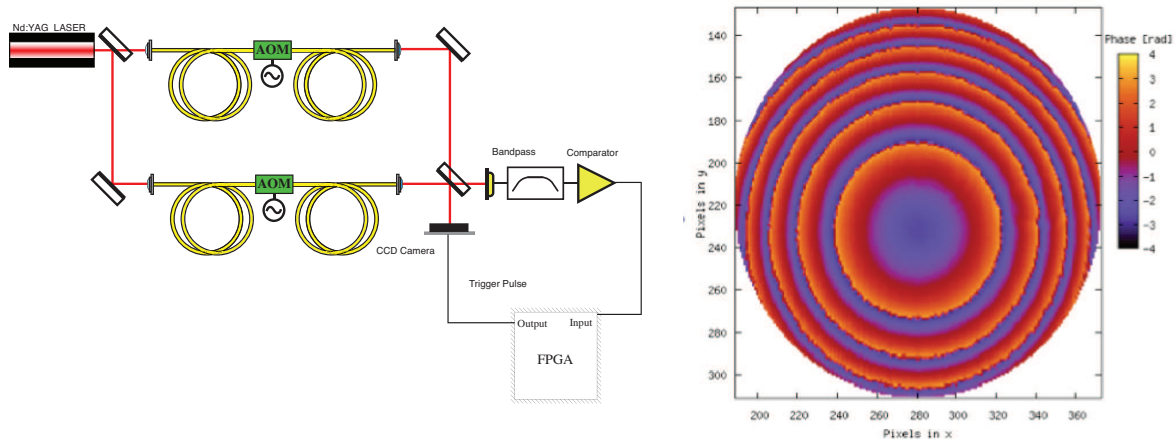 Nd:YAG LASER
AOM
AOM
Bandpass
Comparator
CCD Camera
Trigger Pulse
Output
Input
FPGA
Phase [rad]
4
3
2
1
0
-1
-2
-3
-4
140
160
180
200
220
240
260
280
300
Pixels in y
200
220
240
260
280
300
320
340
360
Pixels in x